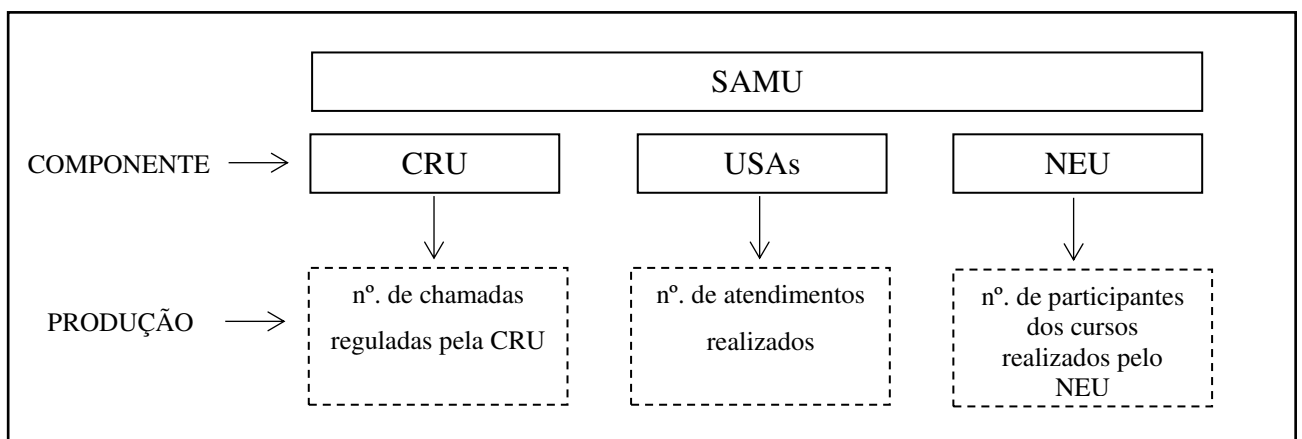 SAMU
COMPONENTE
CRU
USAs
NEU
PRODUÇÃO
nº. de chamadas
reguladas pela CRU
nº. de atendimentos
realizados
nº. de participantes
dos cursos
realizados pelo
NEU